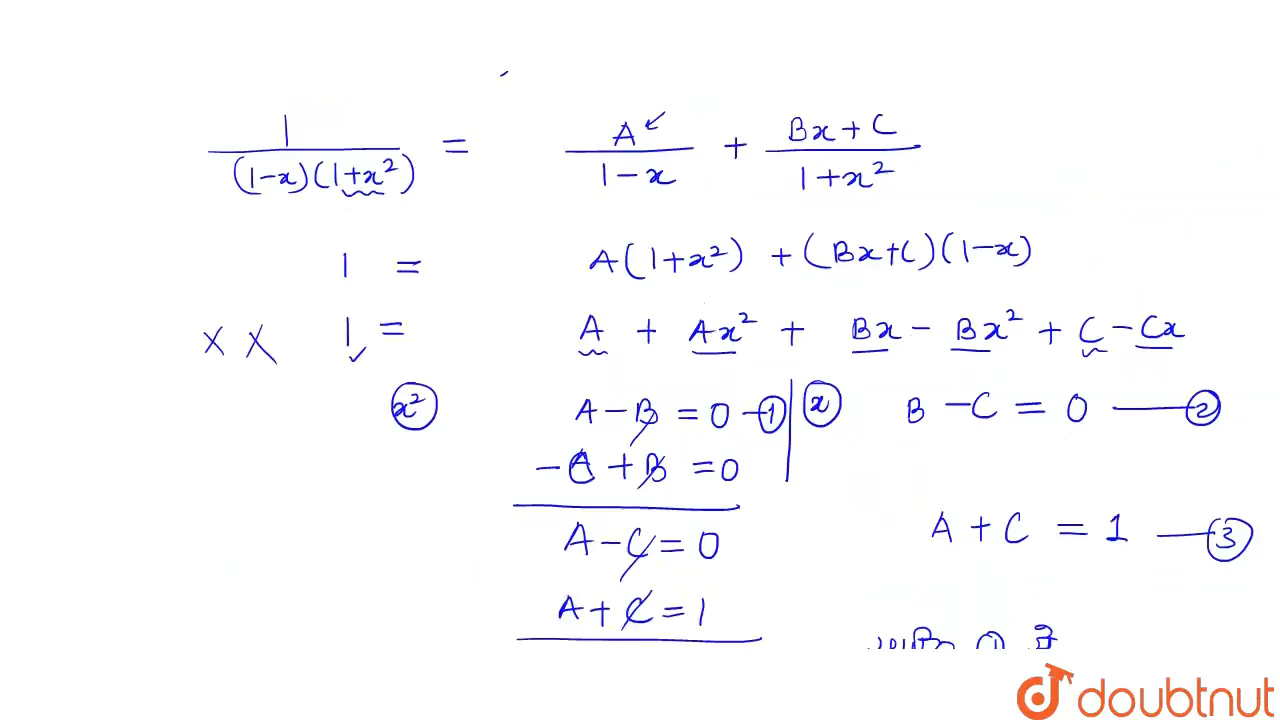 1/((1-x)(1+x²)) = A/(1-x) + (Bx+C)/(1+x²)
1 = A(1+x²) + (Bx+C)(1-x)
x x 1 = A + Ax² + Bx - Bx² + C - Cx
x² A - B = 0 - 1 x B - C = 0 — 2
- C + B = 0
A - C = 0
A + C = 1 — 3
A + C = 1
doubtnut